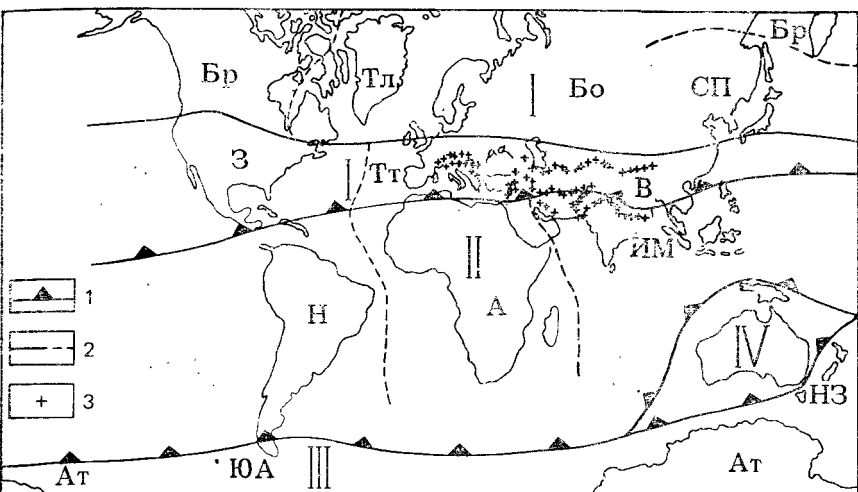 Бр
Бр
Тл
I
Бо
СП
З
I
Тт
В
II
ИМ
Н
А
IV
1
2
+ 3
НЗ
Ат
ЮА
III
Ат